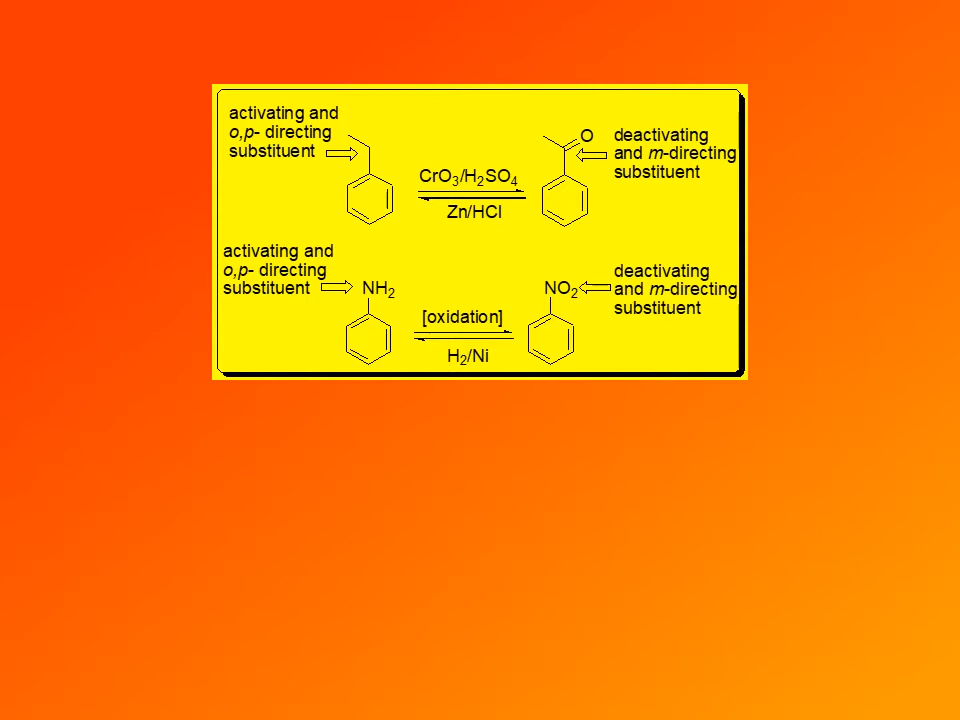 activating and
o,p- directing
substituent
O
deactivating
and m-directing
substituent
CrO3/H2SO4
Zn/HCl
activating and
o,p- directing
substituent
NH2
NO2
deactivating
and m-directing
substituent
[oxidation]
H2/Ni